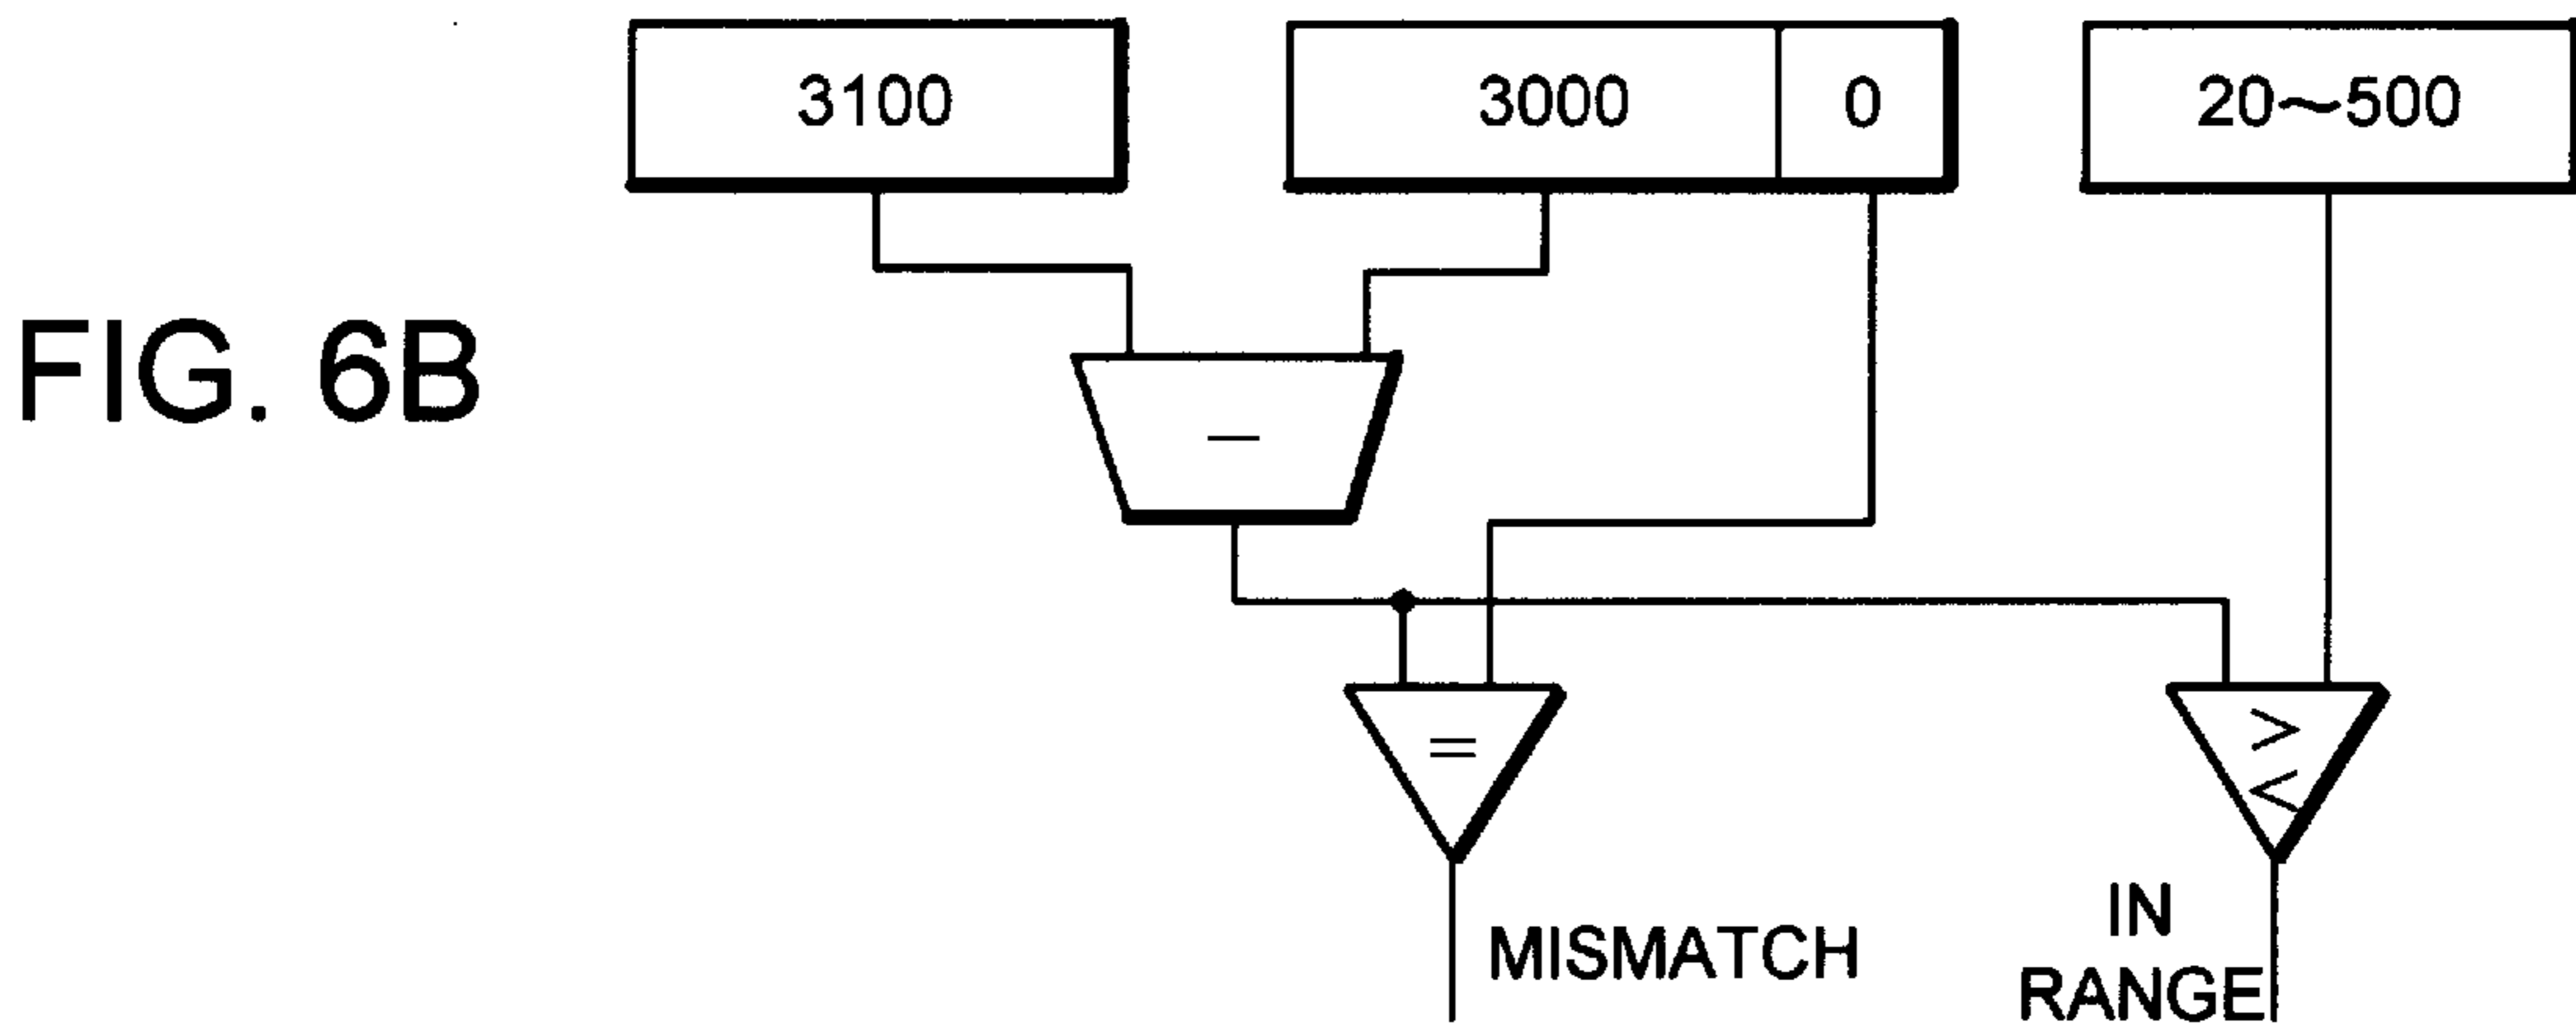 3100
3000
0
20～500
FIG. 6B
—
=
>
<
MISMATCH
IN
RANGE